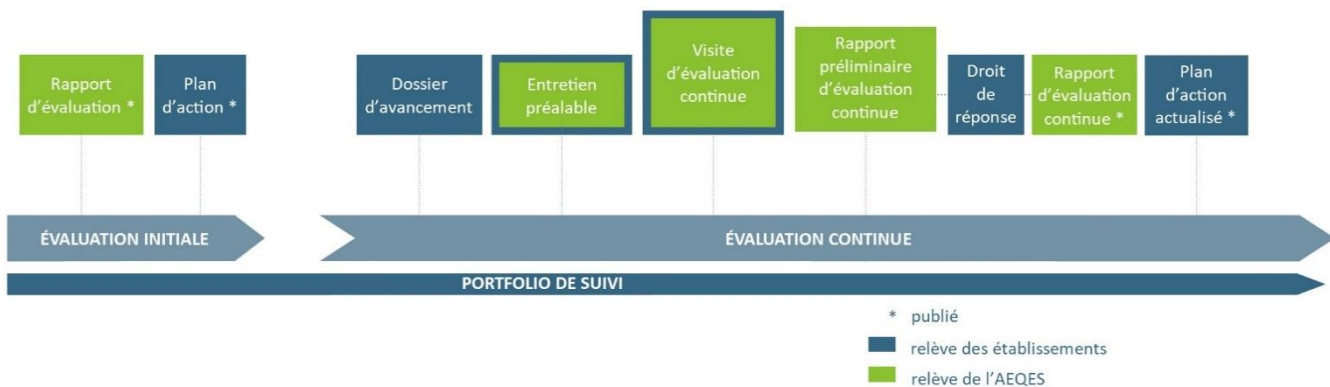 Rapport
d'évaluation *
Plan
d'action *
Dossier
d'avancement
Entretien
préalable
Visite
d'évaluation
continue
Rapport
préliminaire
d'évaluation
continue
Droit
de
réponse
Rapport
d'évaluation
continue *
Plan
d'action
actualisé *
ÉVALUATION INITIALE
ÉVALUATION CONTINUE
PORTFOLIO DE SUIVI
* publié
relève des établissements
relève de l'AEQES